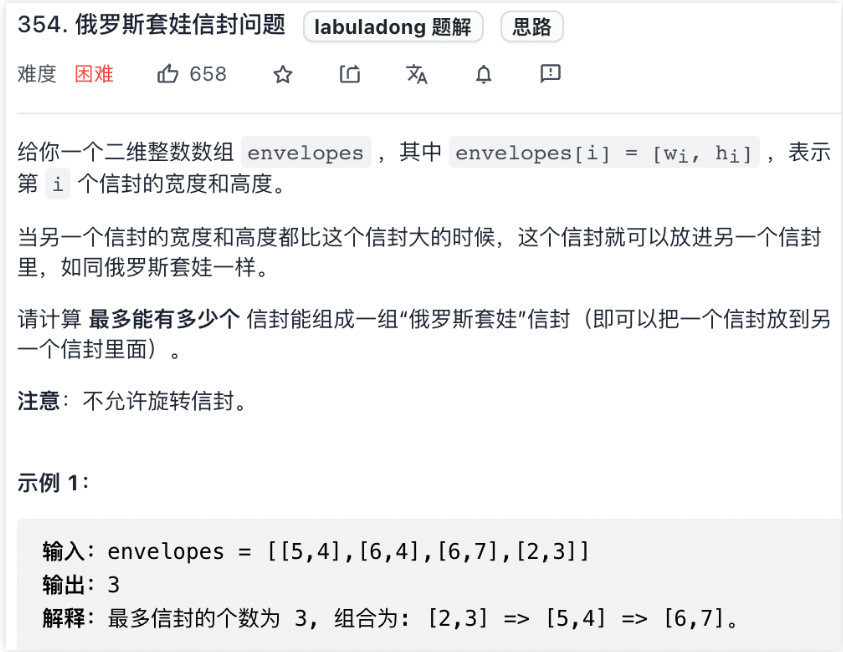 354. 俄罗斯套娃信封问题 labuladong 题解 思路
难度 困难 658
给你一个二维整数数组 envelopes ，其中 envelopes[i] = [wi, hi] ，表示
第 i 个信封的宽度和高度。
当另一个信封的宽度和高度都比这个信封大的时候，这个信封就可以放进另一个信封
里，如同俄罗斯套娃一样。
请计算 最多能有多少个 信封能组成一组“俄罗斯套娃”信封（即可以把一个信封放到另
一个信封里面）。
注意：不允许旋转信封。
示例 1：
输入：envelopes = [[5,4],[6,4],[6,7],[2,3]]
输出：3
解释：最多信封的个数为 3, 组合为: [2,3] => [5,4] => [6,7]。